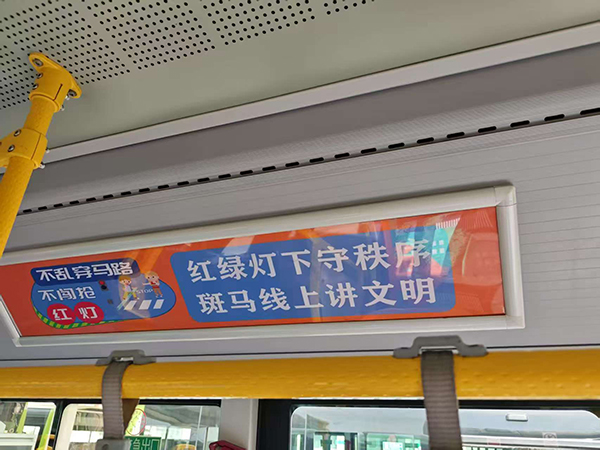 不乱穿马路
不闯抢
红灯
STOP
红绿灯下守秩序
斑马线上讲文明